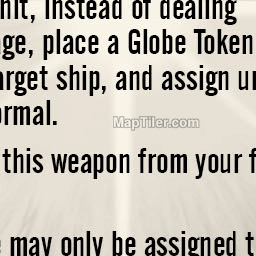 hit, instead of dealing
ge, place a Globe Token
arget ship, and assign
ormal.
MapTiler.com
this weapon from your
may only be assigned